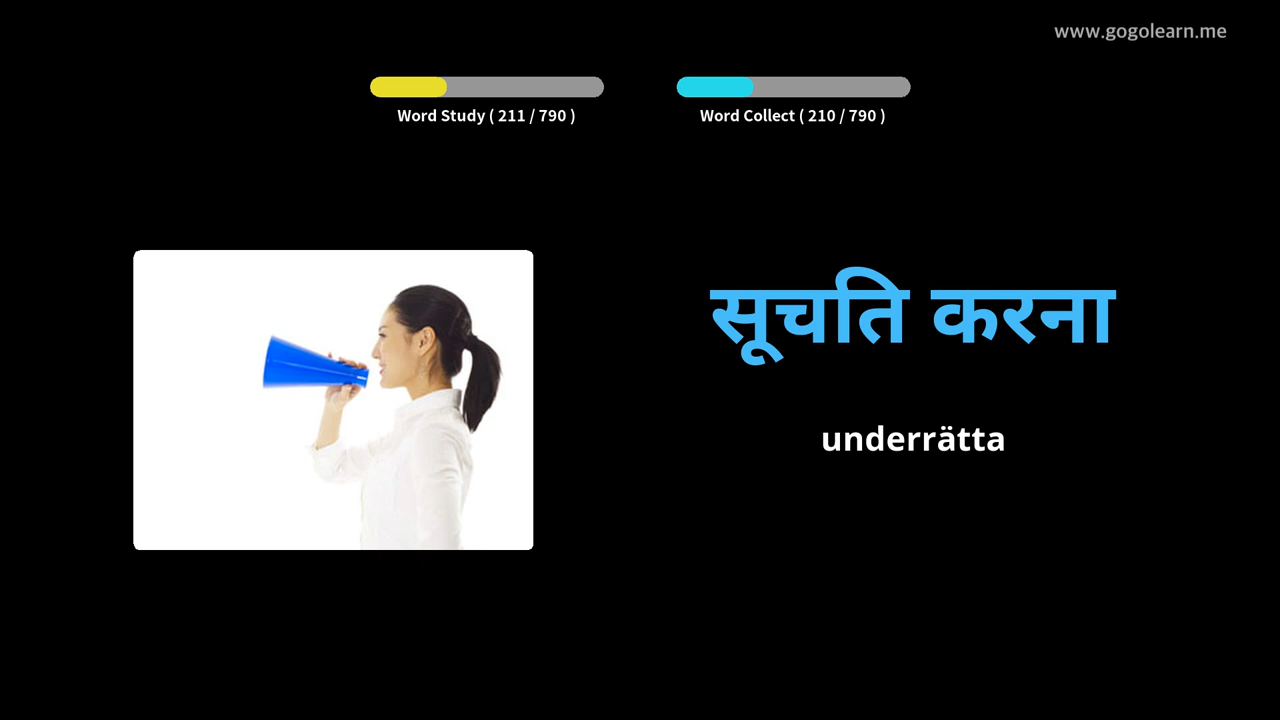 www.gogolearn.me
Word Study ( 211 / 790 )
Word Collect ( 210 / 790 )
सूचति करना
underrätta